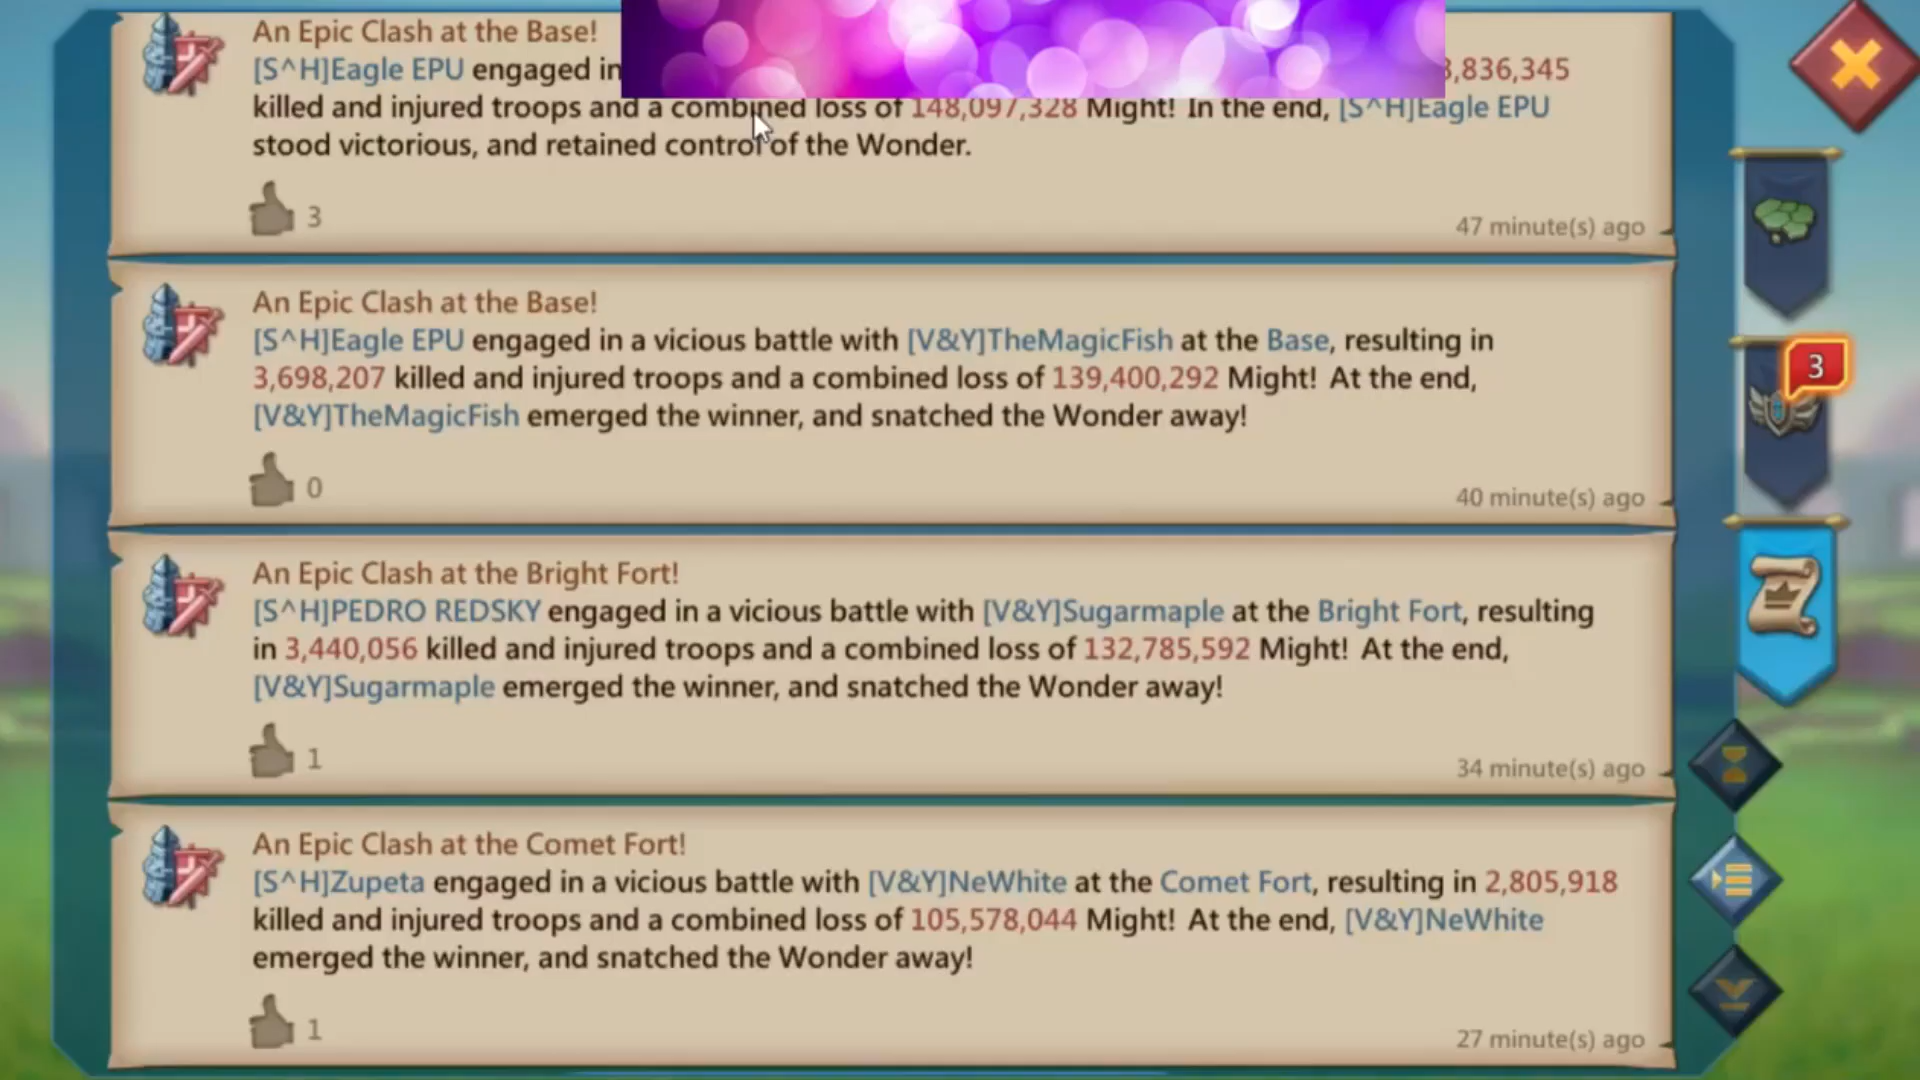 An Epic Clash at the Base!
[S^H]Eagle EPU engaged in
,836,345
killed and injured troops and a combined loss of 148,097,328 Might! In the end, [S^H]Eagle EPU
stood victorious, and retained control of the Wonder.
3
47 minute(s) ago
An Epic Clash at the Base!
[S^H]Eagle EPU engaged in a vicious battle with [V&Y]TheMagicFish at the Base, resulting in
3,698,207 killed and injured troops and a combined loss of 139,400,292 Might! At the end,
[V&Y]TheMagicFish emerged the winner, and snatched the Wonder away!
0
40 minute(s) ago
3
An Epic Clash at the Bright Fort!
[S^H]PEDRO REDSKY engaged in a vicious battle with [V&Y]Sugarmaple at the Bright Fort, resulting
in 3,440,056 killed and injured troops and a combined loss of 132,785,592 Might! At the end,
[V&Y]Sugarmaple emerged the winner, and snatched the Wonder away!
1
34 minute(s) ago
An Epic Clash at the Comet Fort!
[S^H]Zupeta engaged in a vicious battle with [V&Y]NeWhite at the Comet Fort, resulting in 2,805,918
killed and injured troops and a combined loss of 105,578,044 Might! At the end, [V&Y]NeWhite
emerged the winner, and snatched the Wonder away!
1
27 minute(s) ago